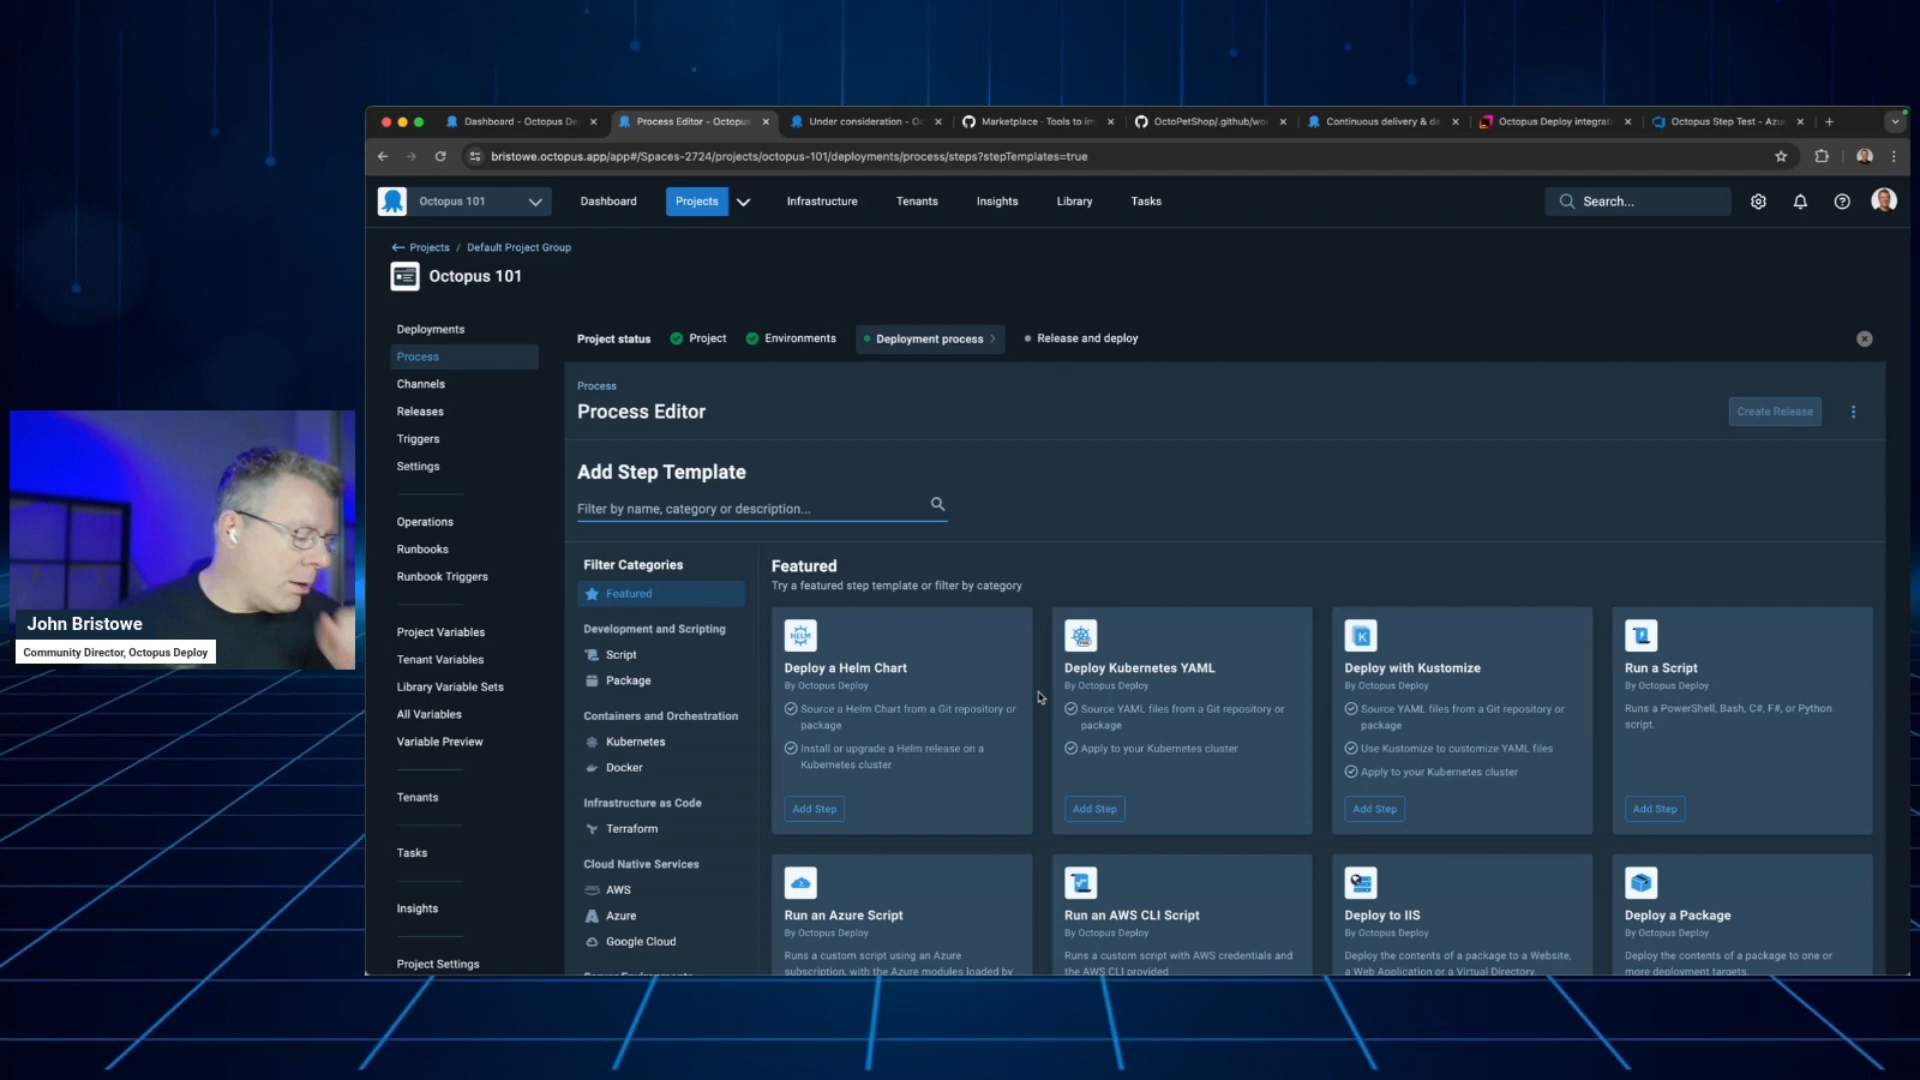 Dashboard - Octopus De
Process Editor - Octopus
Under consideration - Oc
Marketplace - Tools to im
OctoPetShop/.github/wor
Continuous delivery & de
Octopus Deploy integrati
Octopus Step Test - Azu
bristowe.octopus.app/app#/Spaces-2724/projects/octopus-101/deployments/process/steps?stepTemplates=true
Octopus 101
Dashboard
Projects
Infrastructure
Tenants
Insights
Library
Tasks
Search...
Projects / Default Project Group
Octopus 101
Deployments
Process
Channels
Releases
Triggers
Settings
Operations
Runbooks
Runbook Triggers
Project Variables
Tenant Variables
Library Variable Sets
All Variables
Variable Preview
Tenants
Tasks
Insights
Project Settings
Project status
Project
Environments
Deployment process
Release and deploy
Process
Process Editor
Create Release
Add Step Template
Filter by name, category or description...
Filter Categories
Featured
Development and Scripting
Script
Package
Containers and Orchestration
Kubernetes
Docker
Infrastructure as Code
Terraform
Cloud Native Services
AWS
Azure
Google Cloud
Featured
Try a featured step template or filter by category
HELM
Deploy a Helm Chart
By Octopus Deploy
Source a Helm Chart from a Git repository or
package
Install or upgrade a Helm release on a
Kubernetes cluster
Add Step
Deploy Kubernetes YAML
By Octopus Deploy
Source YAML files from a Git repository or
package
Apply to your Kubernetes cluster
Add Step
K
Deploy with Kustomize
By Octopus Deploy
Source YAML files from a Git repository or
package
Use Kustomize to customize YAML files
Apply to your Kubernetes cluster
Add Step
Run a Script
By Octopus Deploy
Runs a PowerShell, Bash, C#, F#, or Python
script.
Add Step
Run an Azure Script
By Octopus Deploy
Runs a custom script using an Azure
subscription, with the Azure modules loaded by
Run an AWS CLI Script
By Octopus Deploy
Runs a custom script with AWS credentials and
the AWS CLI provided
Deploy to IIS
By Octopus Deploy
Deploy the contents of a package to a Website,
a Web Application or a Virtual Directory.
Deploy a Package
By Octopus Deploy
Deploy the contents of a package to one or
more deployment targets.
John Bristowe
Community Director, Octopus Deploy